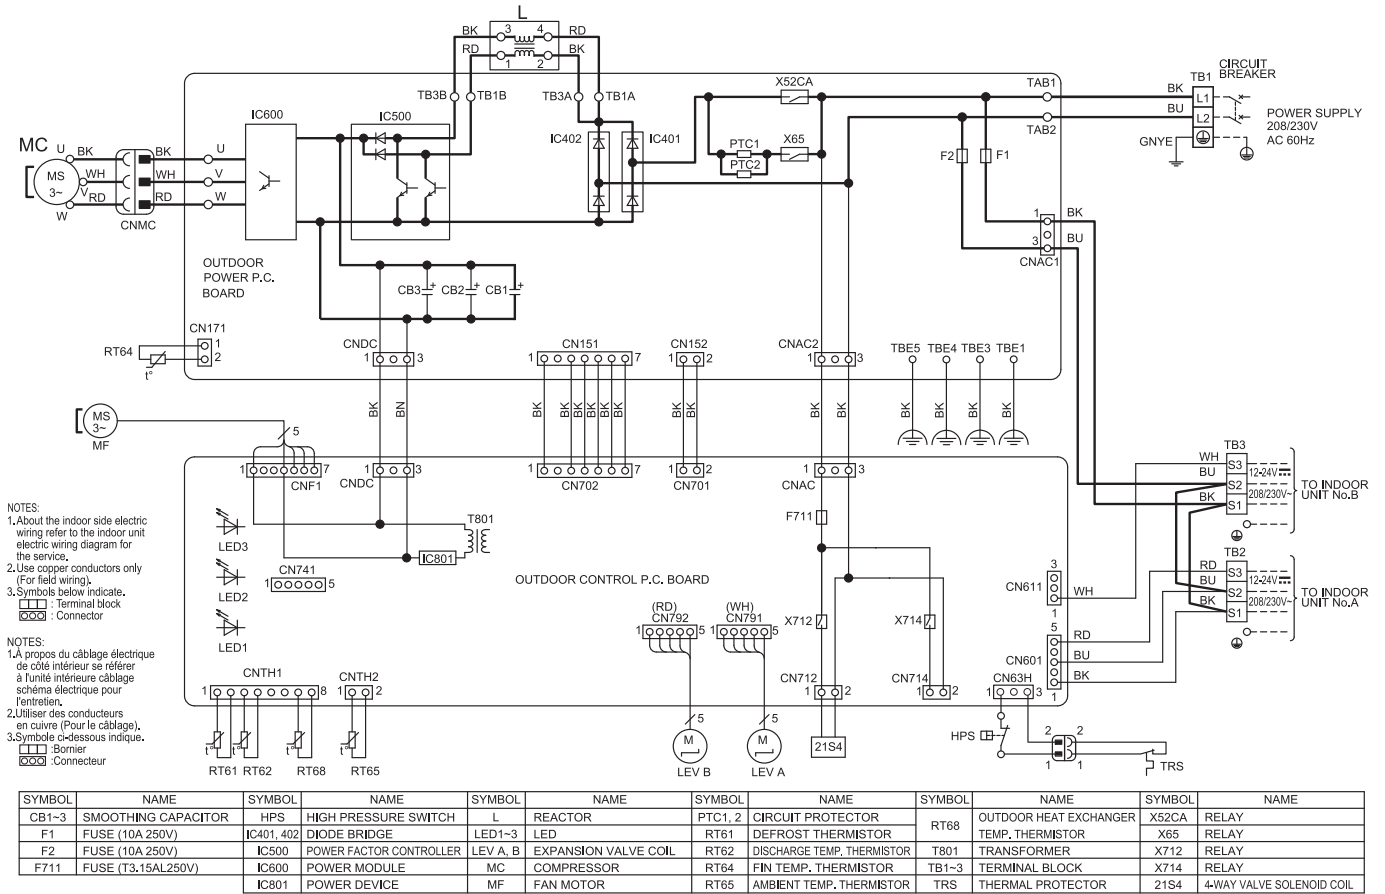 L
BK 3 4 RD
RD 1 2 BK
TB3B TB1B TB3A TB1A
X52CA
TAB1
TAB2
TB1
CIRCUIT
BREAKER
BK L1
BU L2
GNYE
POWER SUPPLY
208/230V
AC 60Hz
IC600
IC500
IC402
IC401
PTC1
PTC2
X65
F2 F1
MC
MS
3~
U BK BK U
V WH WH V
W RD RD W
CNMC
OUTDOOR
POWER P.C.
BOARD
1 BK
3 BU
CNAC1
CB3 + CB2 + CB1 +
CN171
1
2
RT64
t°
CNDC
1 3
CN151
1 7
CN152
1 2
CNAC2
1 3
TBE5 TBE4 TBE3 TBE1
BK BN BK BK BK BK BK BK BK BK BK BK BK BK BK BK BK
MS
3~
MF
5
1 7
CNF1
1 3
CNDC
1 7
CN702
1 2
CN701
1 3
CNAC
TB3
WH S3
BU S2
BK S1
12-24V
208/230V~
TO INDOOR
UNIT No.B
TB2
RD S3
BU S2
BK S1
12-24V
208/230V~
TO INDOOR
UNIT No.A
LED3
LED2
LED1
T801
IC801
CN741
1 5
OUTDOOR CONTROL P.C. BOARD
F711
X712
X714
3
CN611
1
WH
5
CN601
1
RD
BU
BK
(RD)
CN792
1 5
(WH)
CN791
1 5
CNTH1
1 8
CNTH2
1 2
CN712
1 2
CN714
1 2
CN63H
1 3
t° t° t° t°
RT61 RT62 RT68 RT65
5
M
LEV B
5
M
LEV A
21S4
HPS
2 2
1 1
TRS
NOTES:
1.About the indoor side electric
wiring refer to the indoor unit
electric wiring diagram for
the service.
2.Use copper conductors only
(For field wiring).
3.Symbols below indicate.
: Terminal block
: Connector
NOTES:
1.À propos du câblage électrique
de côté intérieur se référer
à l'unité intérieure câblage
schéma électrique pour
l'entretien.
2.Utiliser des conducteurs
en cuivre (Pour le câblage).
3.Symbole ci-dessous indique.
:Bornier
:Connecteur
SYMBOL NAME SYMBOL NAME SYMBOL NAME SYMBOL NAME SYMBOL NAME SYMBOL NAME
CB1~3 SMOOTHING CAPACITOR HPS HIGH PRESSURE SWITCH L REACTOR PTC1, 2 CIRCUIT PROTECTOR RT68 OUTDOOR HEAT EXCHANGER X52CA RELAY
F1 FUSE (10A 250V) IC401, 402 DIODE BRIDGE LED1~3 LED RT61 DEFROST THERMISTOR TEMP. THERMISTOR X65 RELAY
F2 FUSE (10A 250V) IC500 POWER FACTOR CONTROLLER LEV A, B EXPANSION VALVE COIL RT62 DISCHARGE TEMP. THERMISTOR T801 TRANSFORMER X712 RELAY
F711 FUSE (T3.15AL250V) IC600 POWER MODULE MC COMPRESSOR RT64 FIN TEMP. THERMISTOR TB1~3 TERMINAL BLOCK X714 RELAY
IC801 POWER DEVICE MF FAN MOTOR RT65 AMBIENT TEMP. THERMISTOR TRS THERMAL PROTECTOR 21S4 4-WAY VALVE SOLENOID COIL